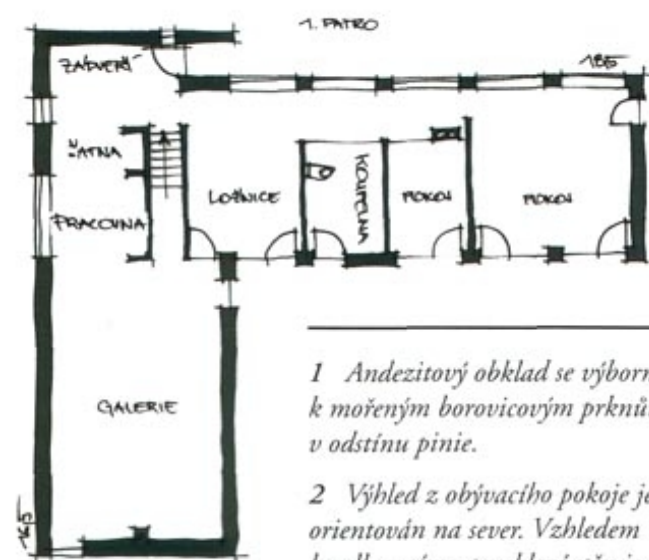 1. PATRO
ZÁDVEŘÍ
185
ŠATNA
PRACOVNA
LOŽNICE
KOUPELNA
POKOJ
POKOJ
GALERIE
165
1 Andezitový obklad se výborn
k mořeným borovicovým prknů
v odstínu pinie.
2 Výhled z obývacího pokoje je
orientován na sever. Vzhledem